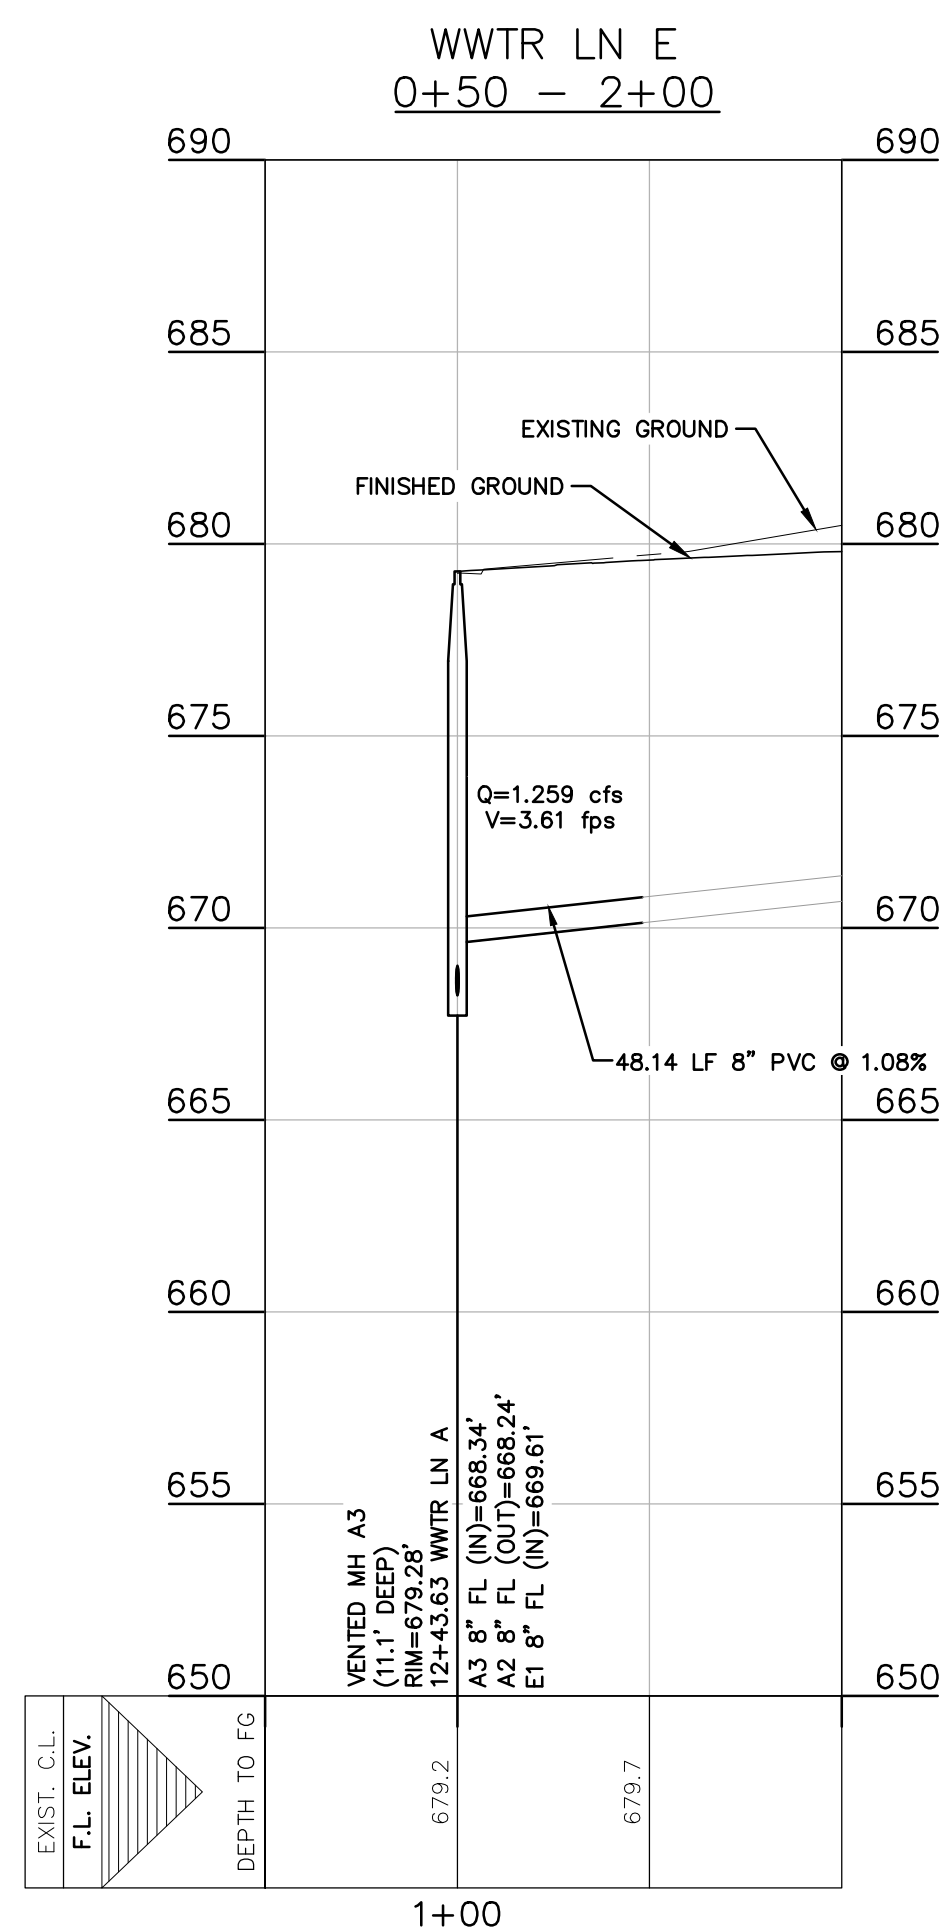 WWTR LN E
0+50 - 2+00
690 690
685 685
EXISTING GROUND
FINISHED GROUND
680 680
675 675
Q=1.259 cfs
V=3.61 fps
670 670
48.14 LF 8" PVC @ 1.08%
665 665
660 660
655 655
VENTED MH A3
(11.1' DEEP)
RIM=679.28'
12+43.63 WWTR LN A
A3 8" FL (IN)=668.34'
A2 8" FL (OUT)=668.24'
E1 8" FL (IN)=669.61'
650 650
EXIST. C.L.
F.L. ELEV.
DEPTH TO FG
679.2
679.7
1+00